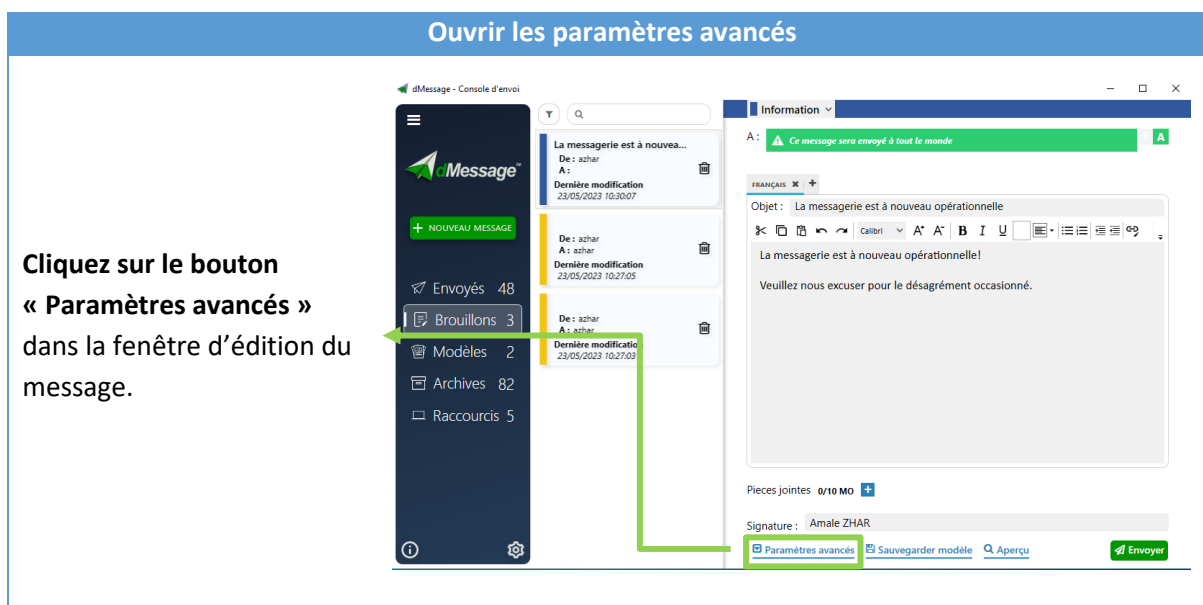 Ouvrir les paramètres avancés
Cliquez sur le bouton
« Paramètres avancés »
dans la fenêtre d’édition du
message.
dMessage - Console d'envoi
dMessage™
+ NOUVEAU MESSAGE
Envoyés 48
Brouillons 3
Modèles 2
Archives 82
Raccourcis 5
La messagerie est à nouvea...
De : azhar
A :
Dernière modification
23/05/2023 10:30:07
De : azhar
A : azhar
Dernière modification
23/05/2023 10:27:05
De : azhar
A : azhar
Dernière modification
23/05/2023 10:27:03
Information
A : Ce message sera envoyé à tout le monde A
FRANÇAIS ✖ +
Objet : La messagerie est à nouveau opérationnelle
Calibri A⁺ A⁻ B I U
La messagerie est à nouveau opérationnelle!
Veuillez nous excuser pour le désagrément occasionné.
Pieces jointes 0/10 MO +
Signature : Amale ZHAR
Paramètres avancés Sauvegarder modèle Aperçu Envoyer